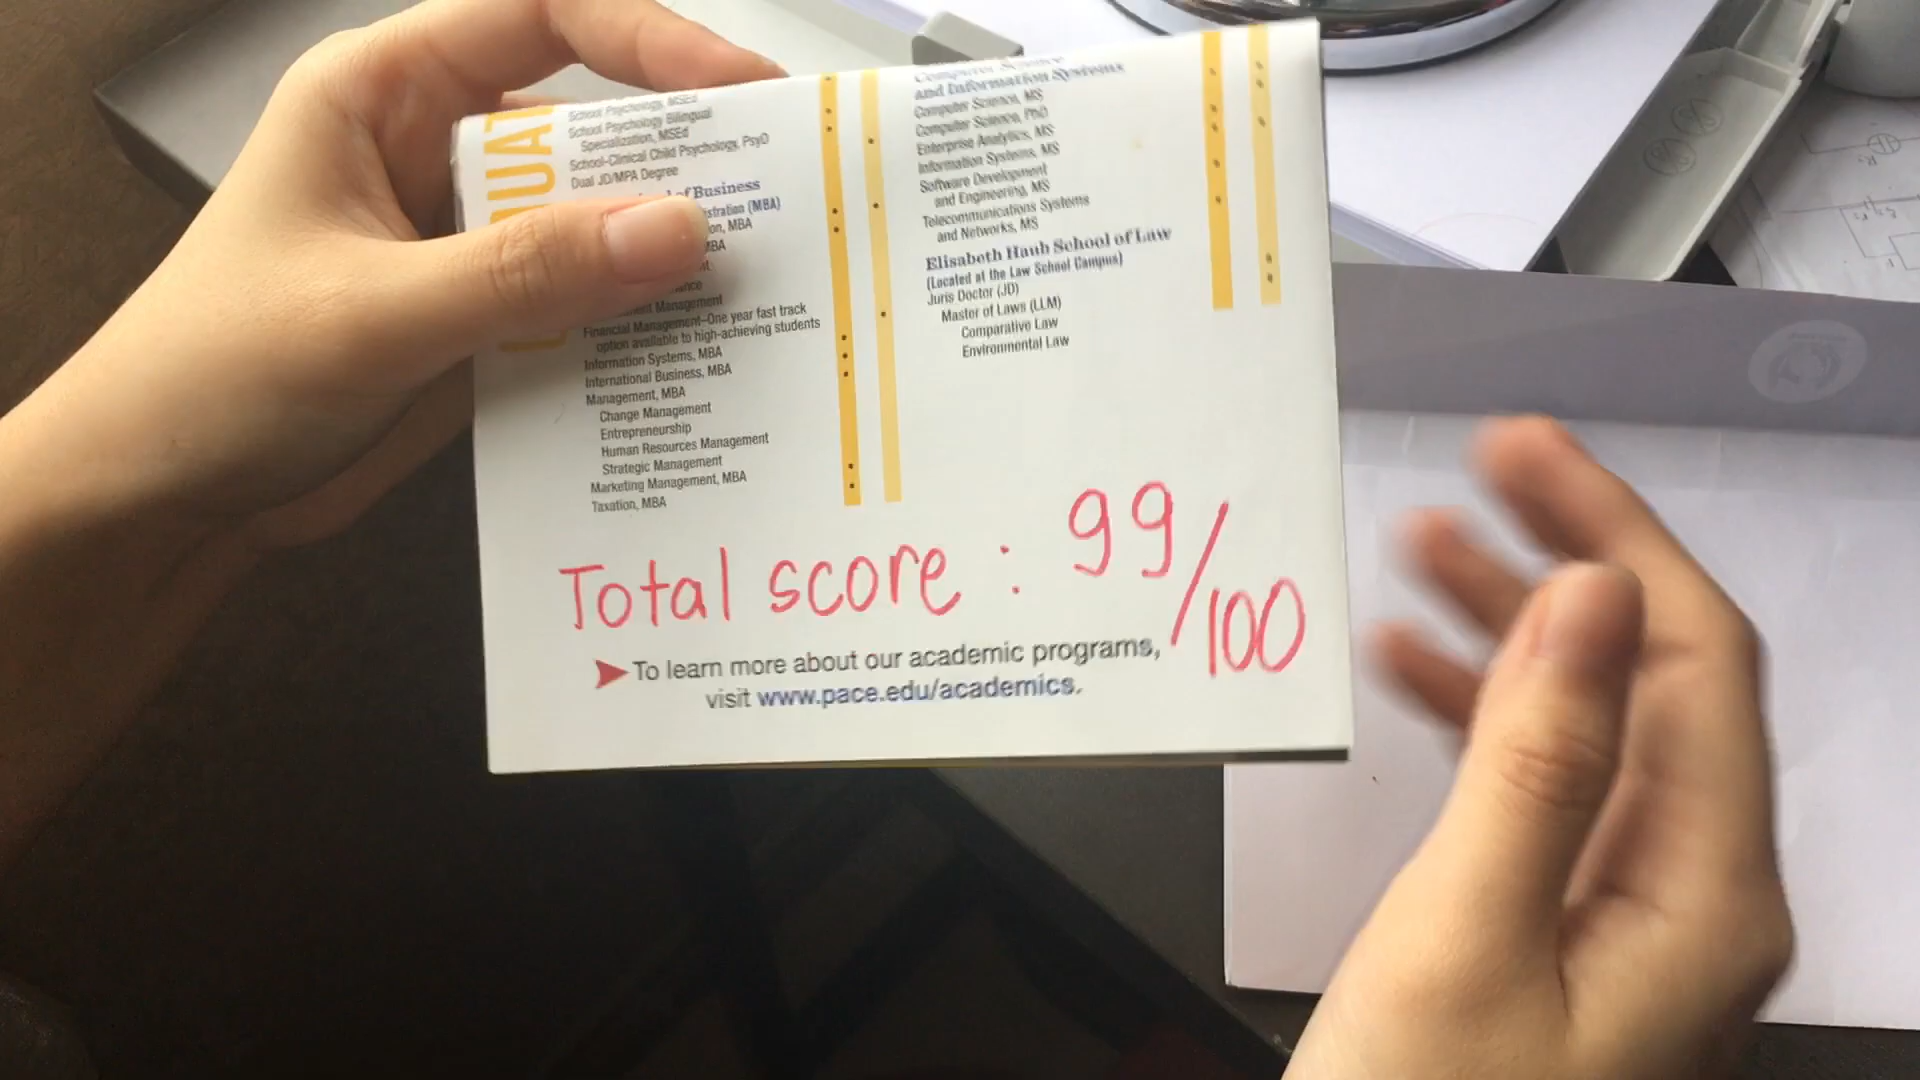 School Psychology, MSEd
School Psychology Bilingual
Specialization, MSEd
School-Clinical Child Psychology, PsyD
Dual JD/MPA Degree
of Business
(MBA)
MBA
MBA
Management
Financial Management–One year fast track
option available to high-achieving students
Information Systems, MBA
International Business, MBA
Management, MBA
Change Management
Entrepreneurship
Human Resources Management
Strategic Management
Marketing Management, MBA
Taxation, MBA
Computer Science
and Information Systems
Computer Science, MS
Computer Science, PhD
Enterprise Analytics, MS
Information Systems, MS
Software Development
and Engineering, MS
Telecommunications Systems
and Networks, MS
Elisabeth Haub School of Law
(Located at the Law School Campus)
Juris Doctor (JD)
Master of Laws (LLM)
Comparative Law
Environmental Law
Total score : 99/100
To learn more about our academic programs,
visit www.pace.edu/academics.